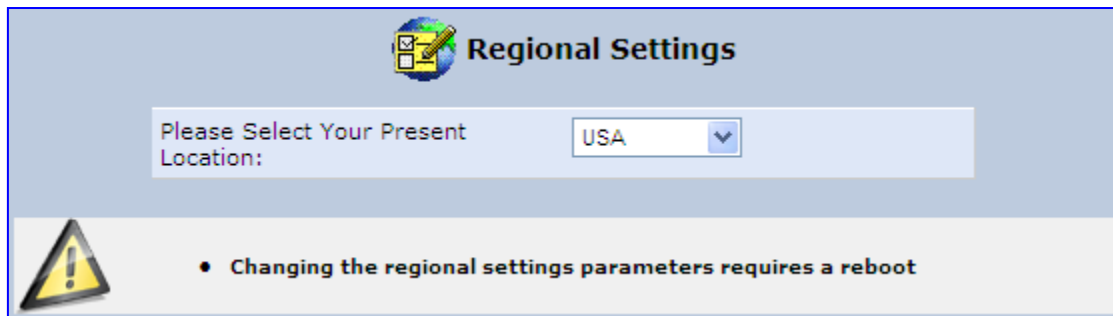 Regional Settings
Please Select Your Present
Location:
USA
• Changing the regional settings parameters requires a reboot